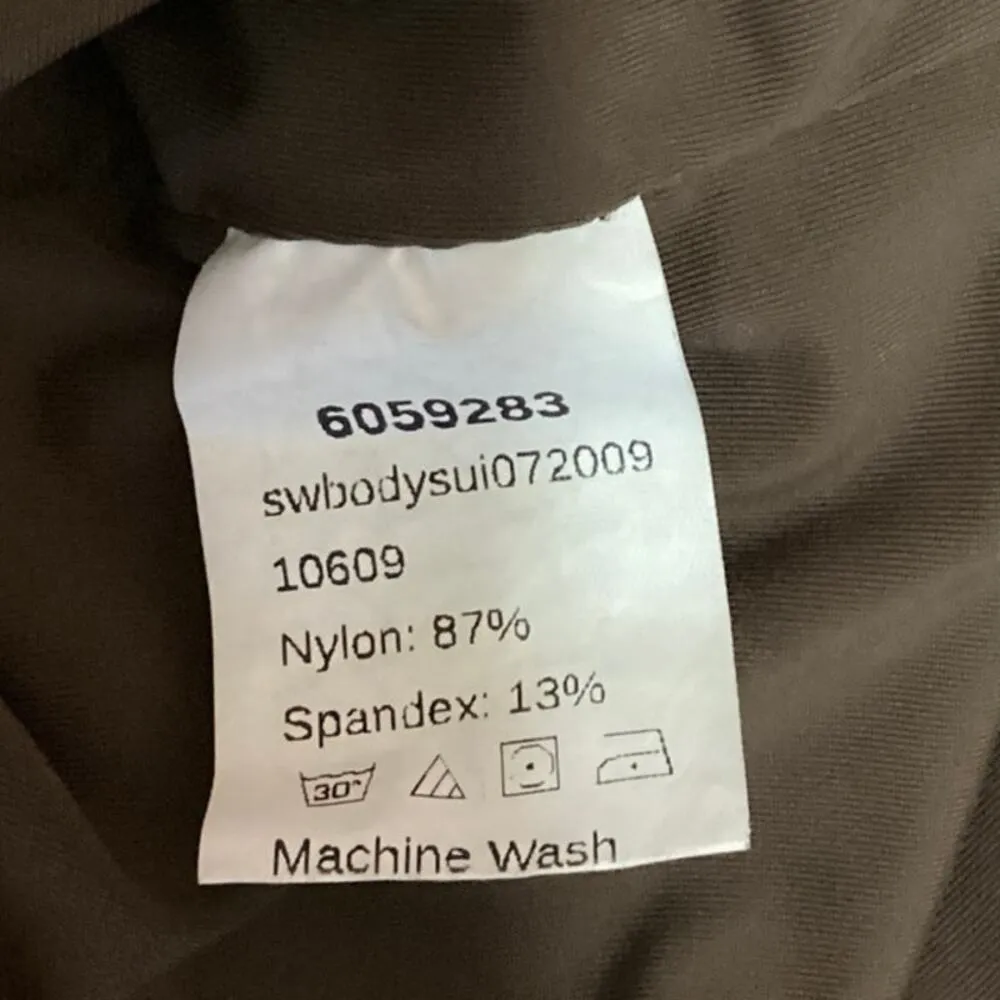 6059283
swbodysui072009
10609
Nylon: 87%
Spandex: 13%
30°
Machine Wash